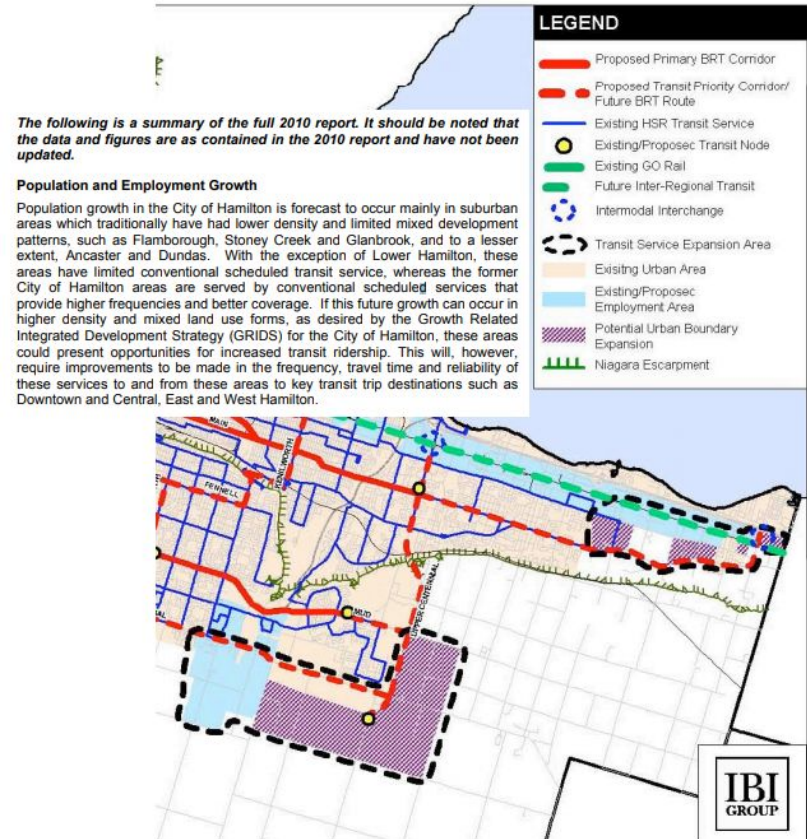 LEGEND
Proposed Primary BRT Corridor
Proposed Transit Priority Corridor/
Future BRT Route
Existing HSR Transit Service
Existing/Proposec Transit Node
Existing GO Rail
Future Inter-Regional Transit
Intermodal Interchange
Transit Service Expansion Area
Exisitng Urban Area
Existing/Proposec
Employment Area
Potential Urban Boundary
Expansion
Niagara Escarpment
The following is a summary of the full 2010 report. It should be noted that
the data and figures are as contained in the 2010 report and have not been
updated.
Population and Employment Growth
Population growth in the City of Hamilton is forecast to occur mainly in suburban
areas which traditionally have had lower density and limited mixed development
patterns, such as Flamborough, Stoney Creek and Glanbrook, and to a lesser
extent, Ancaster and Dundas. With the exception of Lower Hamilton, these
areas have limited conventional scheduled transit service, whereas the former
City of Hamilton areas are served by conventional scheduled services that
provide higher frequencies and better coverage. If this future growth can occur in
higher density and mixed land use forms, as desired by the Growth Related
Integrated Development Strategy (GRIDS) for the City of Hamilton, these areas
could present opportunities for increased transit ridership. This will, however,
require improvements to be made in the frequency, travel time and reliability of
these services to and from these areas to key transit trip destinations such as
Downtown and Central, East and West Hamilton.
MAIN
KENILWORTH
FENNELL
MUD
UPPER CENTENNIAL
IBI
GROUP